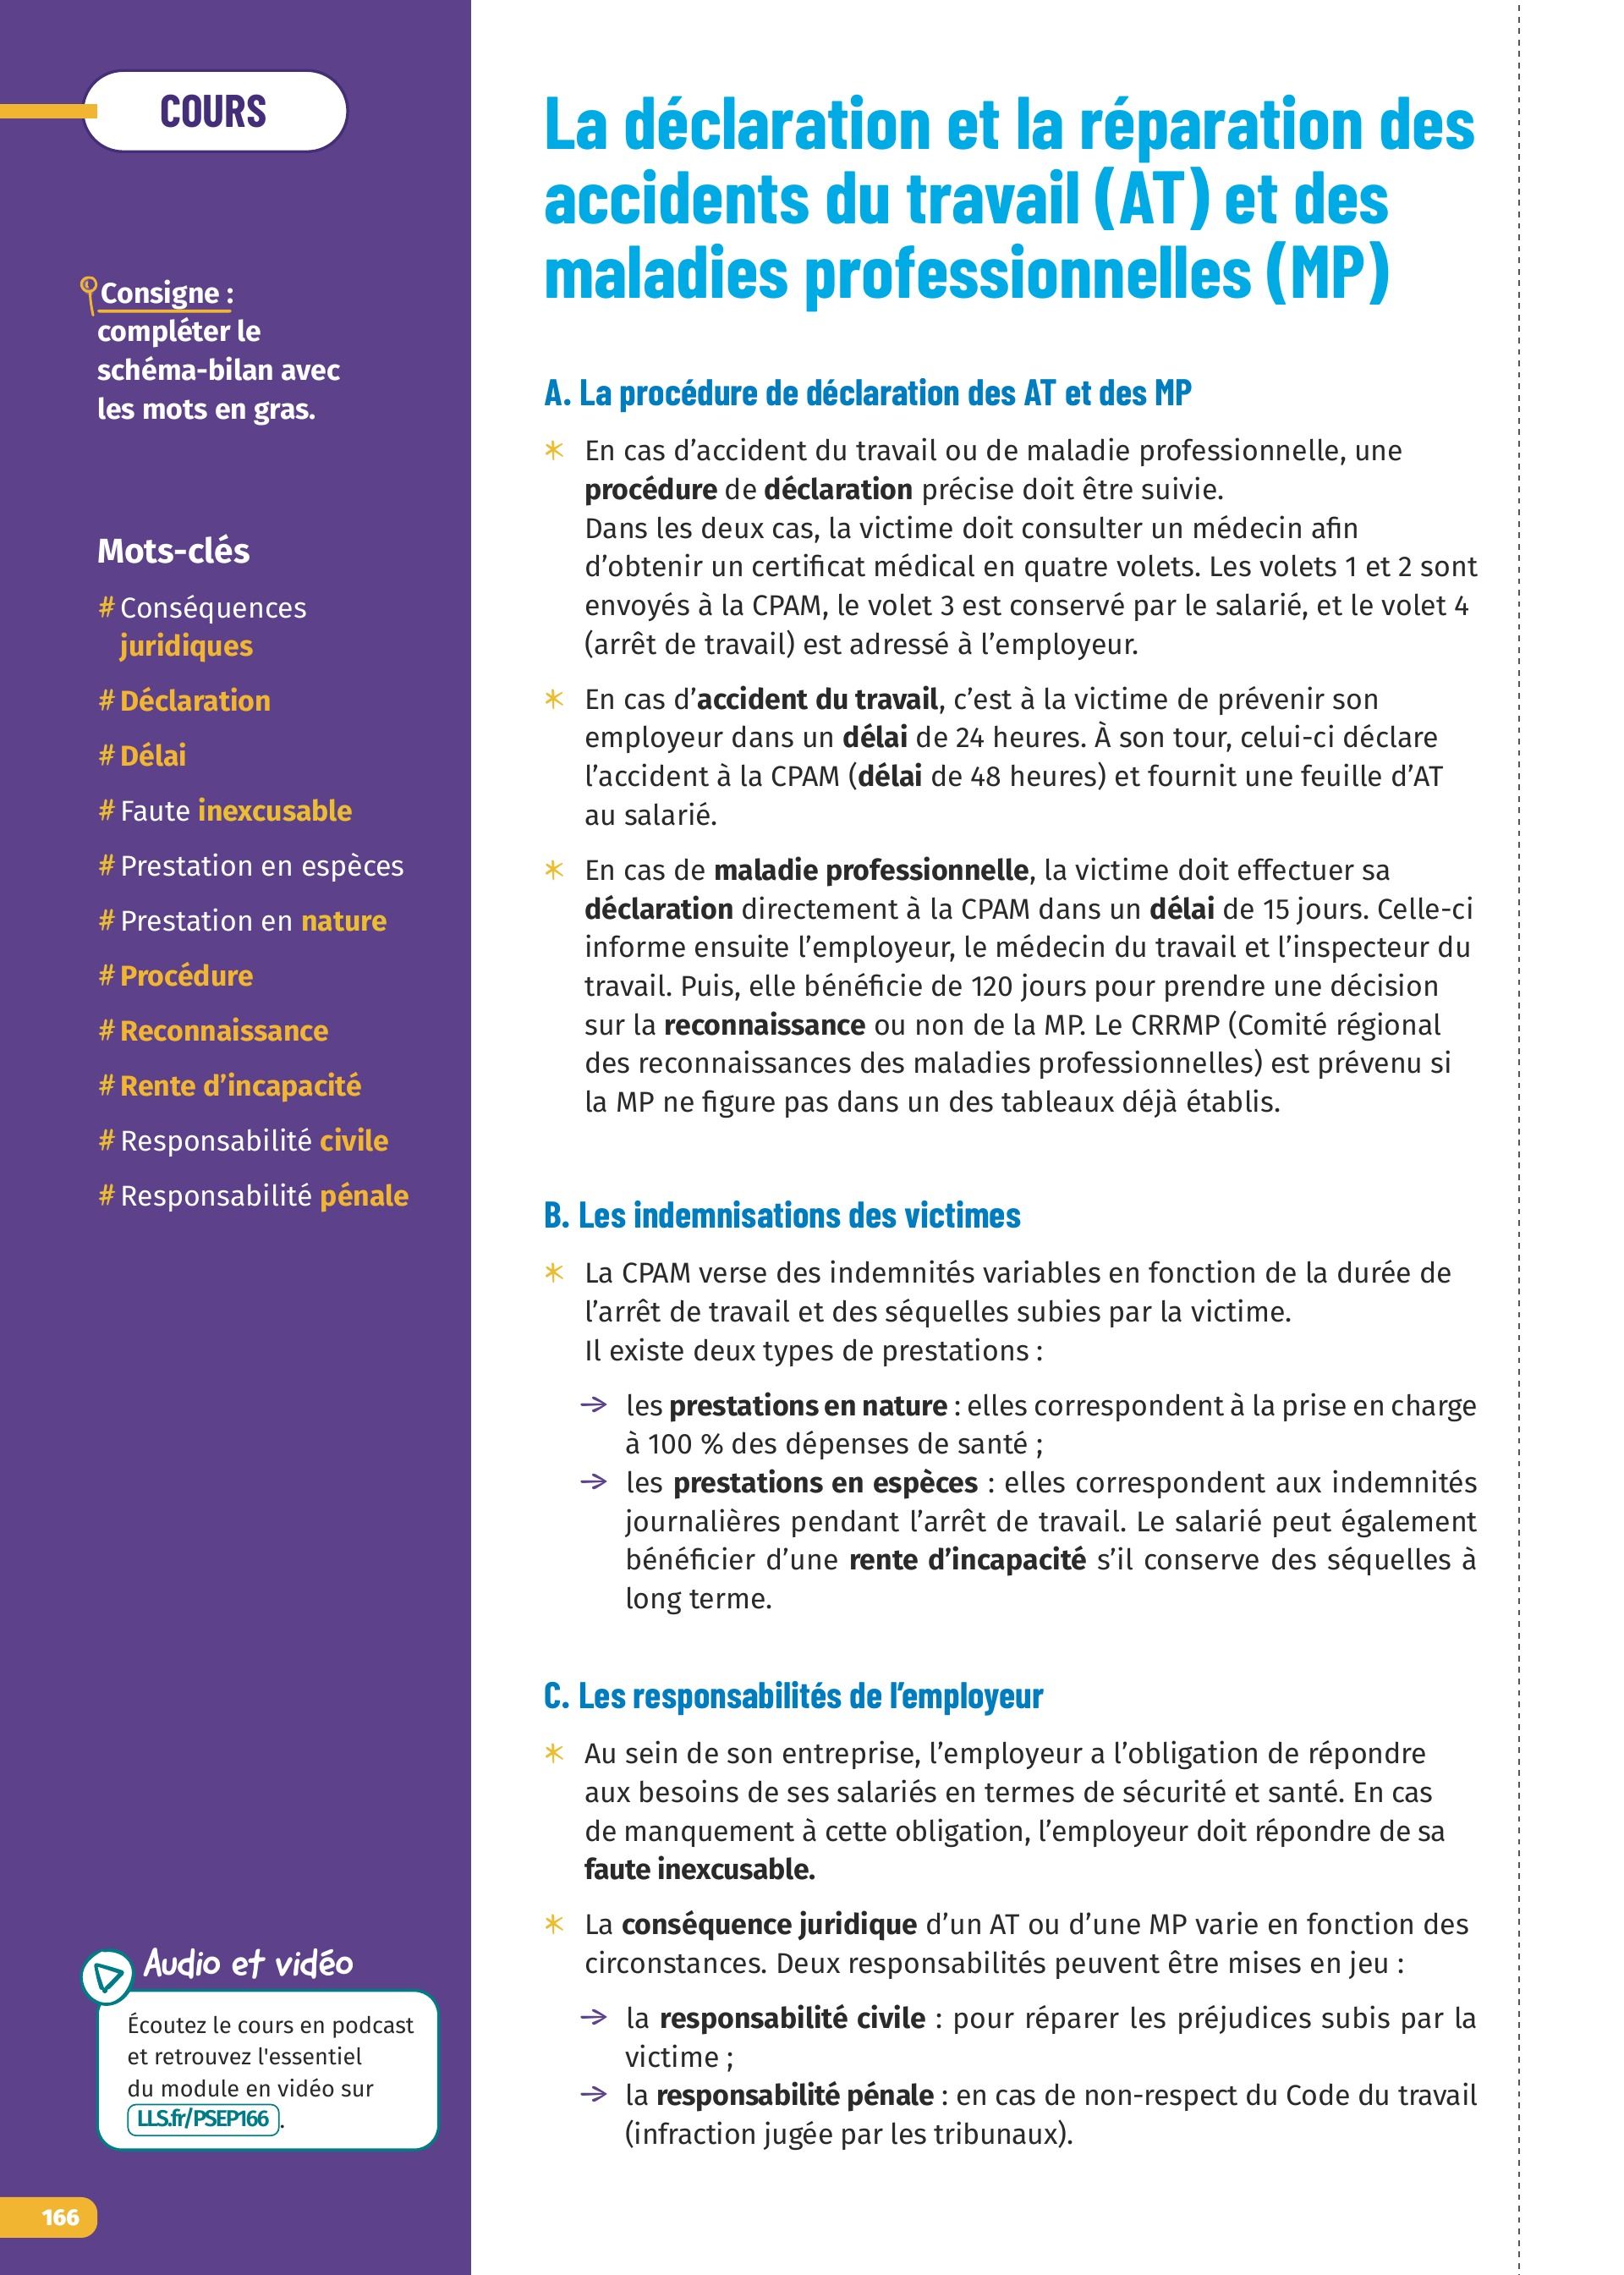 COURS
Consigne :
compléter le
schéma-bilan avec
les mots en gras.
Mots-clés
# Conséquences
juridiques
# Déclaration
# Délai
# Faute inexcusable
# Prestation en espèces
# Prestation en nature
# Procédure
# Reconnaissance
# Rente d’incapacité
# Responsabilité civile
# Responsabilité pénale
Audio et vidéo
Écoutez le cours en podcast
et retrouvez l'essentiel
du module en vidéo sur
LLS.fr/PSEP166 .
166
La déclaration et la réparation des
accidents du travail (AT) et des
maladies professionnelles (MP)
A. La procédure de déclaration des AT et des MP
En cas d’accident du travail ou de maladie professionnelle, une
procédure de déclaration précise doit être suivie.
Dans les deux cas, la victime doit consulter un médecin afin
d’obtenir un certificat médical en quatre volets. Les volets 1 et 2 sont
envoyés à la CPAM, le volet 3 est conservé par le salarié, et le volet 4
(arrêt de travail) est adressé à l’employeur.
En cas d’accident du travail, c’est à la victime de prévenir son
employeur dans un délai de 24 heures. À son tour, celui-ci déclare
l’accident à la CPAM (délai de 48 heures) et fournit une feuille d’AT
au salarié.
En cas de maladie professionnelle, la victime doit effectuer sa
déclaration directement à la CPAM dans un délai de 15 jours. Celle-ci
informe ensuite l’employeur, le médecin du travail et l’inspecteur du
travail. Puis, elle bénéficie de 120 jours pour prendre une décision
sur la reconnaissance ou non de la MP. Le CRRMP (Comité régional
des reconnaissances des maladies professionnelles) est prévenu si
la MP ne figure pas dans un des tableaux déjà établis.
B. Les indemnisations des victimes
La CPAM verse des indemnités variables en fonction de la durée de
l’arrêt de travail et des séquelles subies par la victime.
Il existe deux types de prestations :
→ les prestations en nature : elles correspondent à la prise en charge
à 100 % des dépenses de santé ;
→ les prestations en espèces : elles correspondent aux indemnités
journalières pendant l’arrêt de travail. Le salarié peut également
bénéficier d’une rente d’incapacité s’il conserve des séquelles à
long terme.
C. Les responsabilités de l’employeur
Au sein de son entreprise, l’employeur a l’obligation de répondre
aux besoins de ses salariés en termes de sécurité et santé. En cas
de manquement à cette obligation, l’employeur doit répondre de sa
faute inexcusable.
La conséquence juridique d’un AT ou d’une MP varie en fonction des
circonstances. Deux responsabilités peuvent être mises en jeu :
→ la responsabilité civile : pour réparer les préjudices subis par la
victime ;
→ la responsabilité pénale : en cas de non-respect du Code du travail
(infraction jugée par les tribunaux).